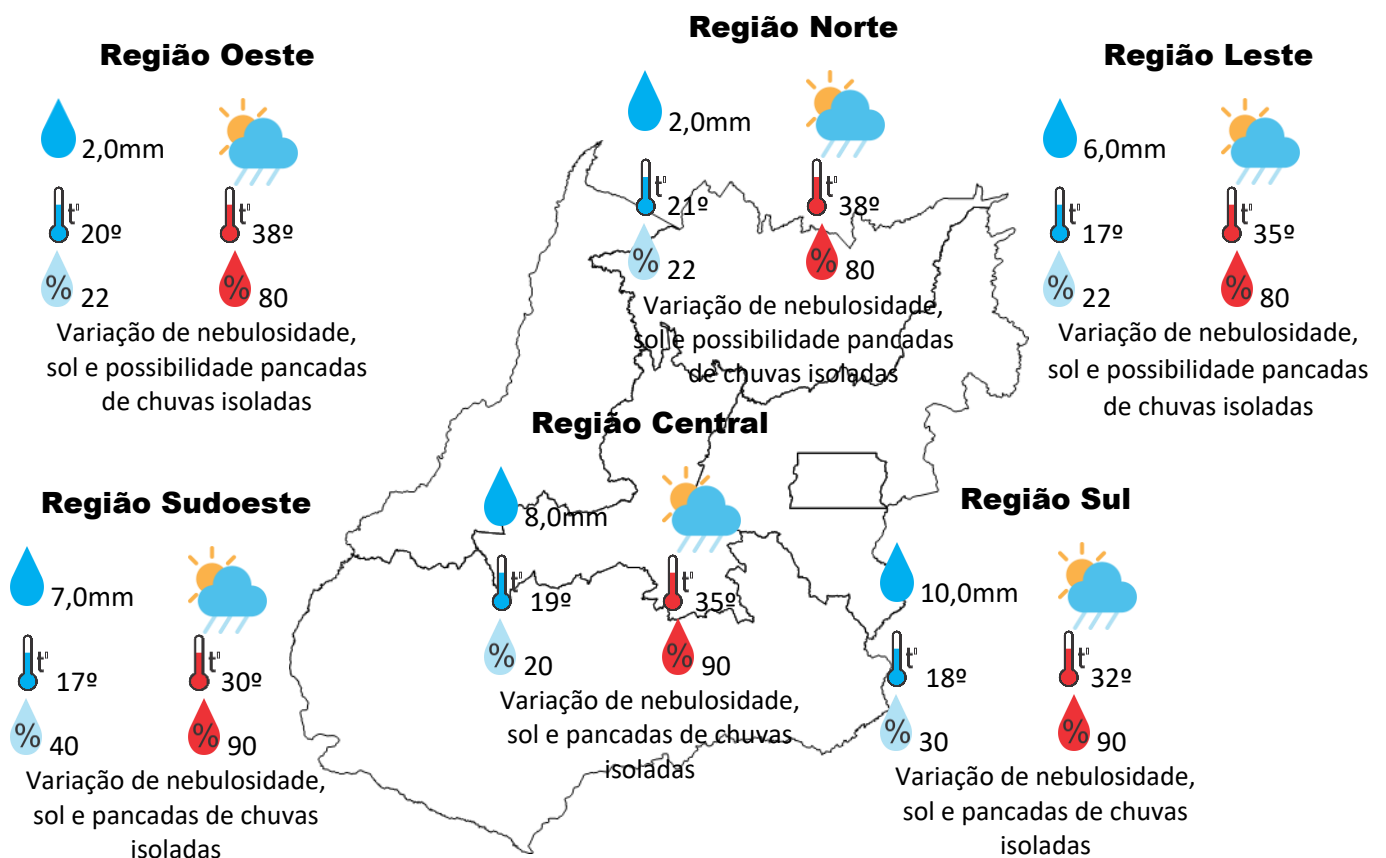 Região Oeste
2,0mm
t°
20º
t°
38º
%
22
%
80
Variação de nebulosidade,
sol e possibilidade pancadas
de chuvas isoladas
Região Norte
2,0mm
t°
21º
t°
38º
%
22
%
80
Variação de nebulosidade,
sol e possibilidade pancadas
de chuvas isoladas
Região Leste
6,0mm
t°
17º
t°
35º
%
22
%
80
Variação de nebulosidade,
sol e possibilidade pancadas
de chuvas isoladas
Região Sudoeste
7,0mm
t°
17º
t°
30º
%
40
%
90
Variação de nebulosidade,
sol e pancadas de chuvas
isoladas
Região Central
8,0mm
t°
19º
t°
35º
%
20
%
90
Variação de nebulosidade,
sol e pancadas de chuvas
isoladas
Região Sul
10,0mm
t°
18º
t°
32º
%
30
%
90
Variação de nebulosidade,
sol e pancadas de chuvas
isoladas